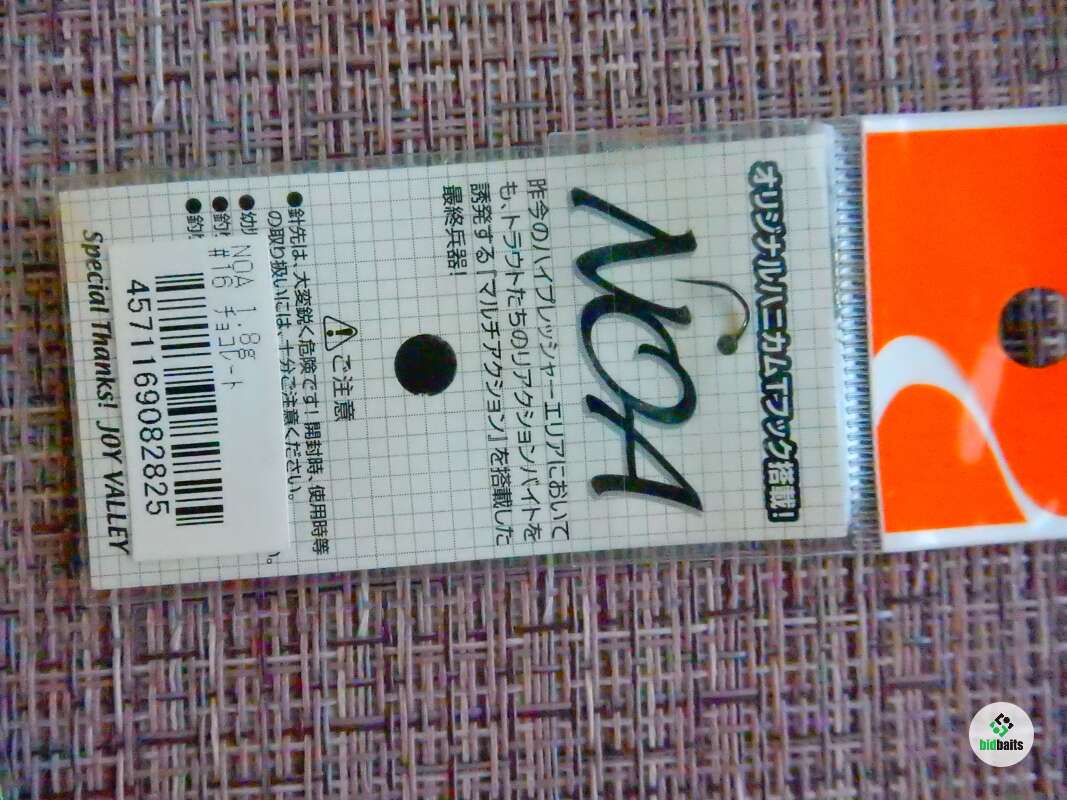 オリジナルバニカムフック搭載!
NOA
昨今のハイプレッシャーエリアにおいて
も、トラウトたちのリアクションバイトを
誘発する「マルチアクション」を搭載した
最終兵器!
ご注意
●針先は、大変鋭く危険です!開封時、使用時等
の取り扱いには、十分ご注意ください。
●幼
●釣
●釣
NOA 1.8g
#16 チョコレート
4571169082825
Special Thanks! JOY VALLEY
bidbaits